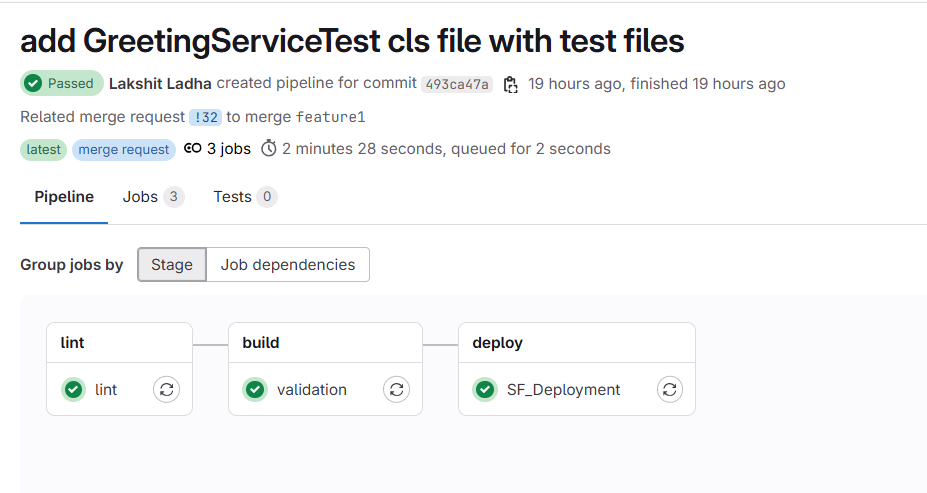 add GreetingServiceTest cls file with test files
Passed Lakshit Ladha created pipeline for commit 493ca47a 19 hours ago, finished 19 hours ago
Related merge request !32 to merge feature1
latest merge request 3 jobs 2 minutes 28 seconds, queued for 2 seconds
Pipeline Jobs 3 Tests 0
Group jobs by Stage Job dependencies
lint build deploy
lint validation SF_Deployment